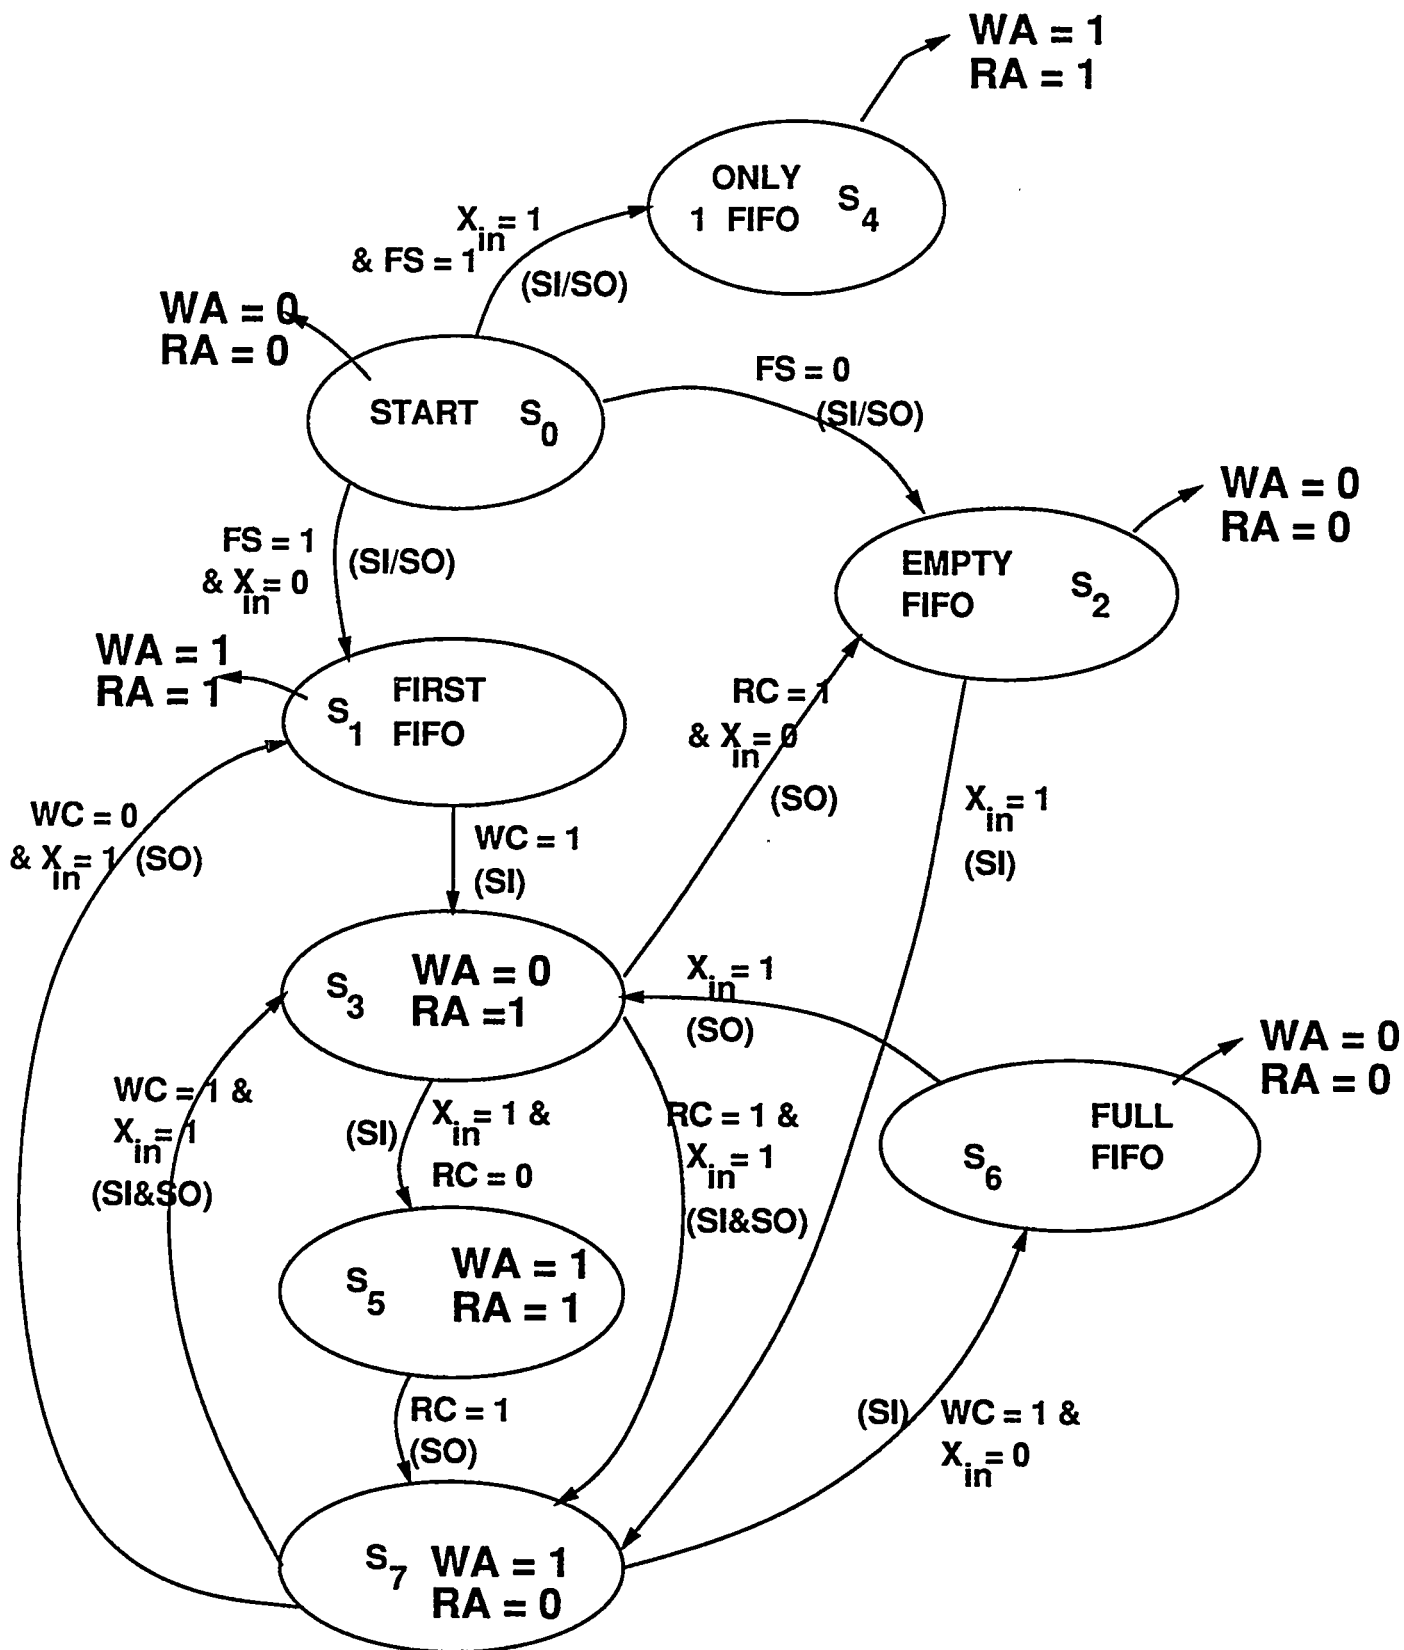 WA = 1
RA = 1
ONLY
1 FIFO S4
Xin= 1
& FS = 1
(SI/SO)
WA = 0
RA = 0
START S0
FS = 0
(SI/SO)
WA = 0
RA = 0
FS = 1
& Xin= 0
(SI/SO)
EMPTY
FIFO S2
WA = 1
RA = 1
S1 FIRST
FIFO
RC = 1
& Xin= 0
(SO)
Xin= 1
(SI)
WC = 0
& Xin= 1 (SO)
WC = 1
(SI)
S3 WA = 0
RA =1
Xin= 1
(SO)
WA = 0
RA = 0
WC = 1 &
Xin= 1
(SI&SO)
(SI)
Xin= 1 &
RC = 0
RC = 1 &
Xin= 1
(SI&SO)
FULL
FIFO
S6
S5 WA = 1
RA = 1
RC = 1
(SO)
(SI) WC = 1 &
Xin= 0
S7 WA = 1
RA = 0